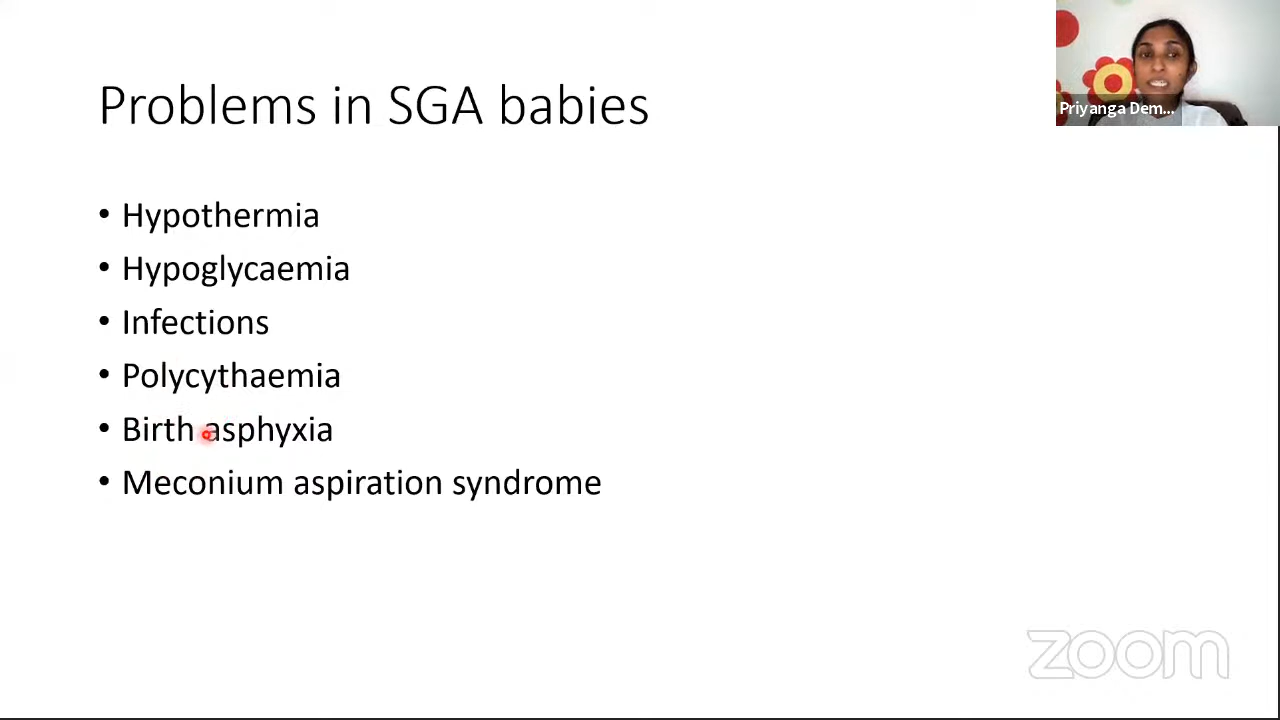 Problems in SGA babies
Priyanga Dem...
• Hypothermia
• Hypoglycaemia
• Infections
• Polycythaemia
• Birth asphyxia
• Meconium aspiration syndrome
zoom